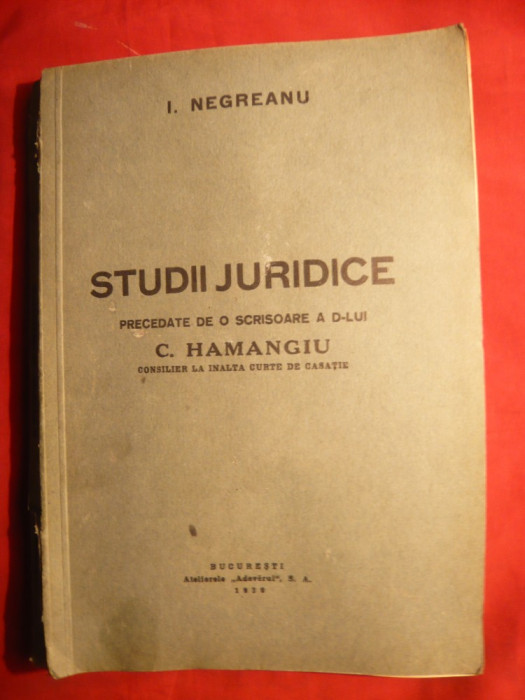 I. NEGREANU
STUDII JURIDICE
PRECEDATE DE O SCRISOARE A D-LUI
C. HAMANGIU
CONSILIER LA INALTA CURTE DE CASAȚIE
BUCUREȘTI
Atelierele „Adevĕrul“, S. A.